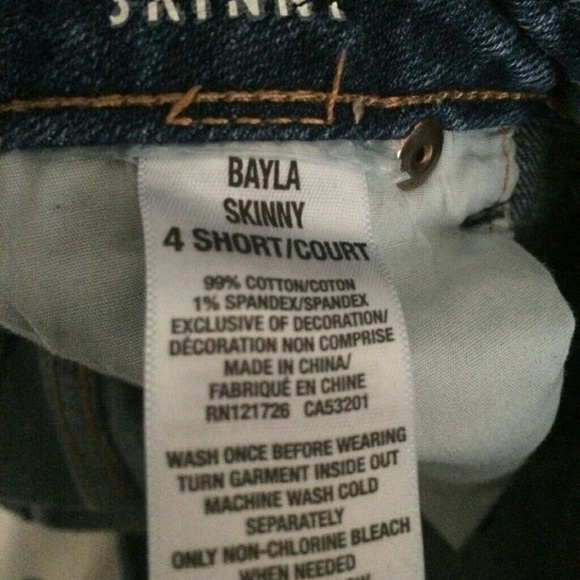 SKINNY
BAYLA
SKINNY
4 SHORT/COURT
99% COTTON/COTON
1% SPANDEX/SPANDEX
EXCLUSIVE OF DECORATION/
DÉCORATION NON COMPRISE
MADE IN CHINA/
FABRIQUÉ EN CHINE
RN121726 CA53201
WASH ONCE BEFORE WEARING
TURN GARMENT INSIDE OUT
MACHINE WASH COLD
SEPARATELY
ONLY NON-CHLORINE BLEACH
WHEN NEEDED